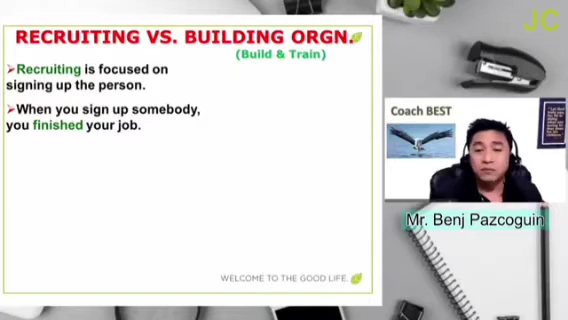 JC
RECRUITING VS. BUILDING ORGN.
(Build & Train)
➢Recruiting is focused on
signing up the person.
➢When you sign up somebody,
you finished your job.
WELCOME TO THE GOOD LIFE.
Coach BEST
Mr. Benj Pazcoguin